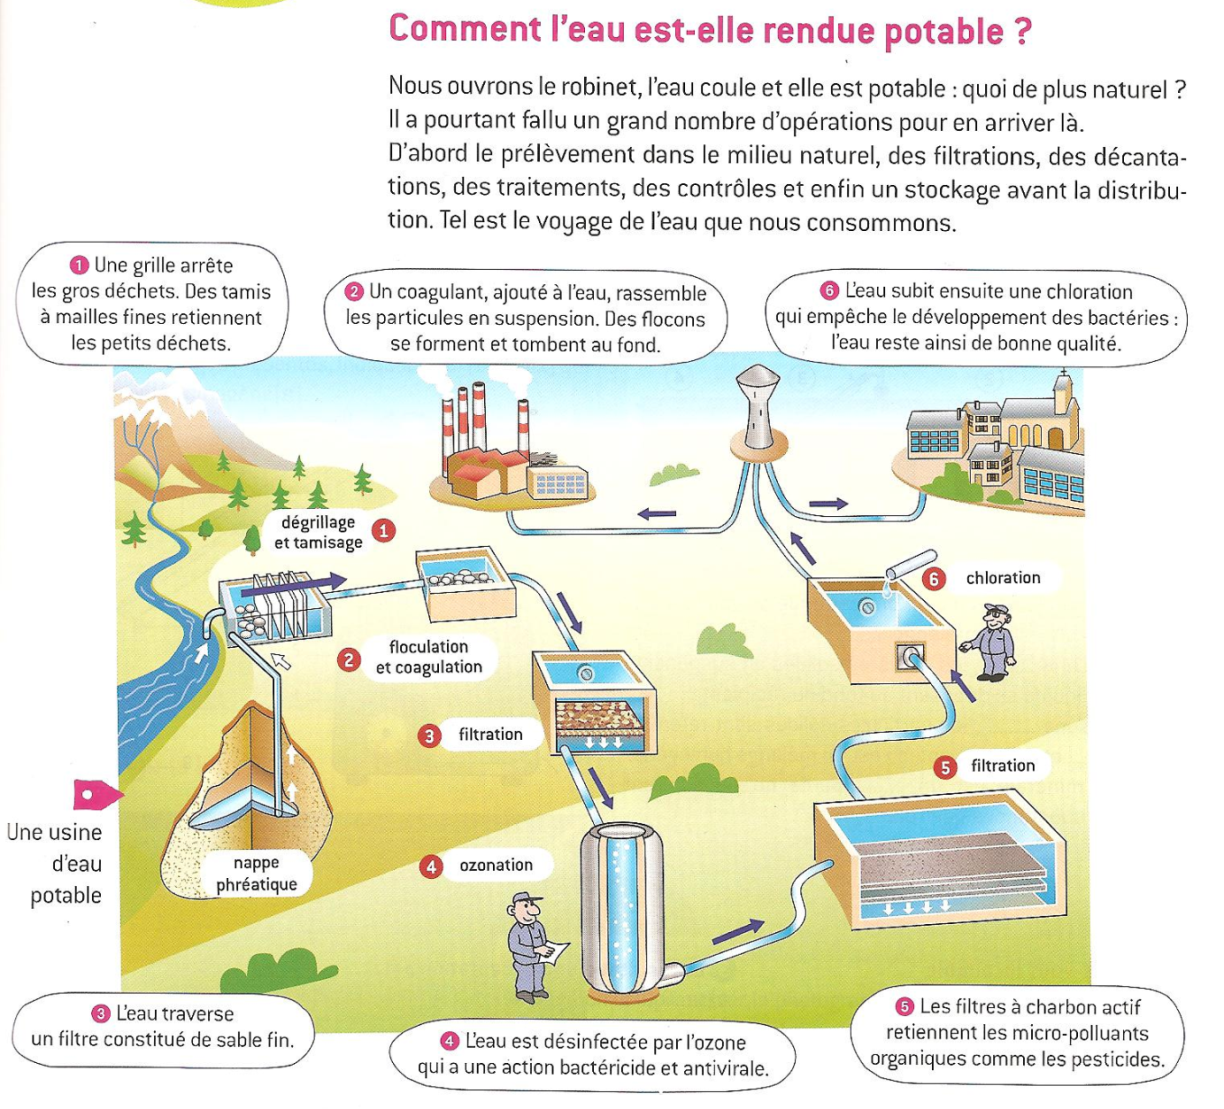 Comment l'eau est-elle rendue potable ?
Nous ouvrons le robinet, l'eau coule et elle est potable : quoi de plus naturel ?
Il a pourtant fallu un grand nombre d'opérations pour en arriver là.
D'abord le prélèvement dans le milieu naturel, des filtrations, des décanta-
tions, des traitements, des contrôles et enfin un stockage avant la distribu-
tion. Tel est le voyage de l'eau que nous consommons.
1 Une grille arrête
les gros déchets. Des tamis
à mailles fines retiennent
les petits déchets.
2 Un coagulant, ajouté à l'eau, rassemble
les particules en suspension. Des flocons
se forment et tombent au fond.
6 L'eau subit ensuite une chloration
qui empêche le développement des bactéries :
l'eau reste ainsi de bonne qualité.
dégrillage
et tamisage
1
6 chloration
2 floculation
et coagulation
3 filtration
5 filtration
4 ozonation
nappe
phréatique
Une usine
d'eau
potable
3 L'eau traverse
un filtre constitué de sable fin.
4 L'eau est désinfectée par l'ozone
qui a une action bactéricide et antivirale.
5 Les filtres à charbon actif
retiennent les micro-polluants
organiques comme les pesticides.